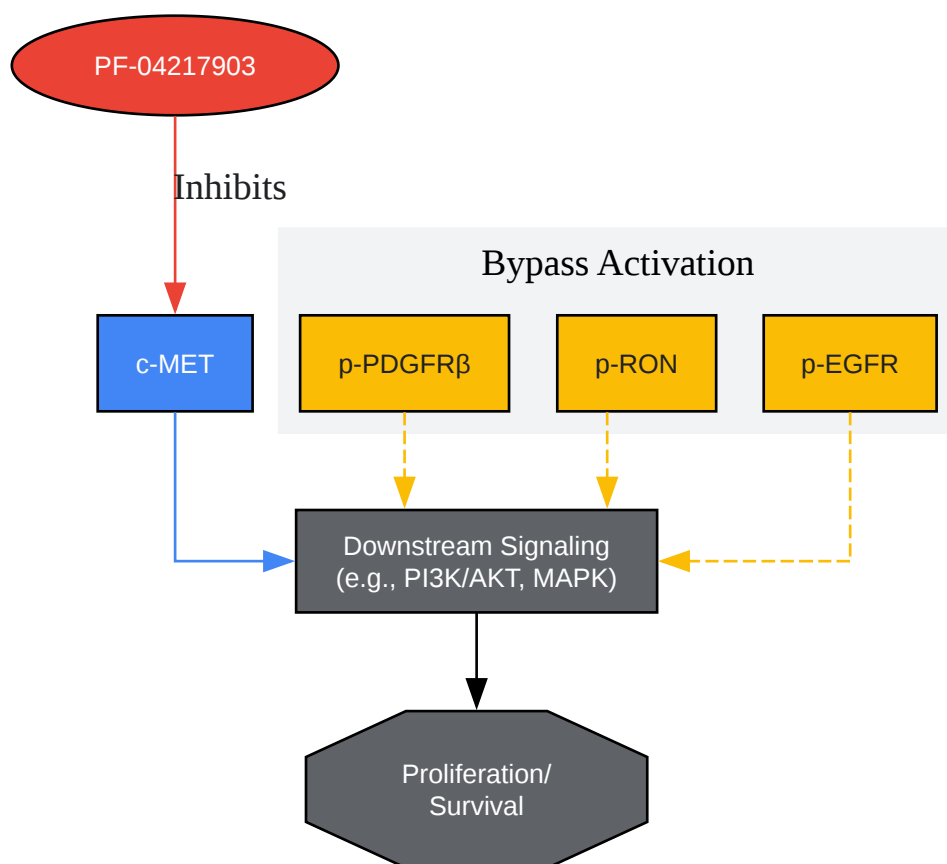 PF-04217903
Inhibits
Bypass Activation
c-MET
p-PDGFRβ
p-RON
p-EGFR
Downstream Signaling
(e.g., PI3K/AKT, MAPK)
Proliferation/
Survival